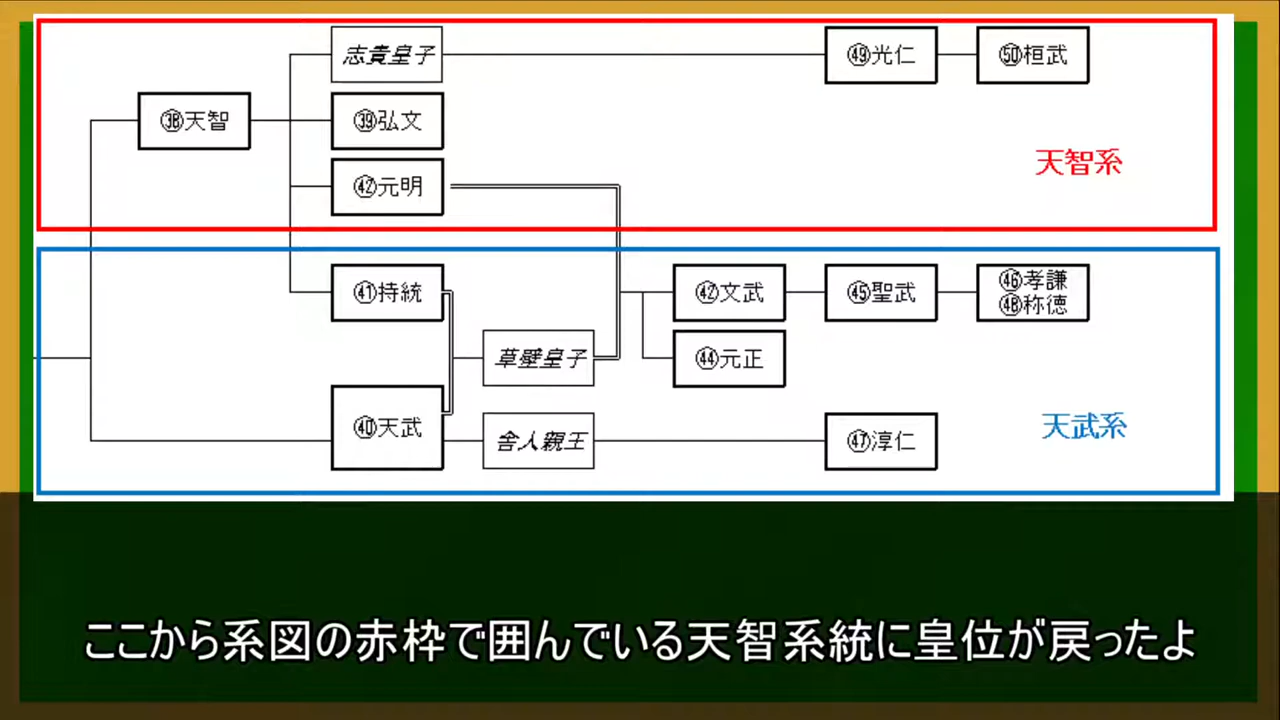 志貴皇子
㊾光仁
㊿桓武
㊳天智
㊴弘文
㊷元明
天智系
㊶持統
㊷文武
㊺聖武
㊻孝謙
㊽称徳
草壁皇子
㊹元正
㊵天武
舎人親王
㊼淳仁
天武系
ここから系図の赤枠で囲んでいる天智系統に皇位が戻ったよ